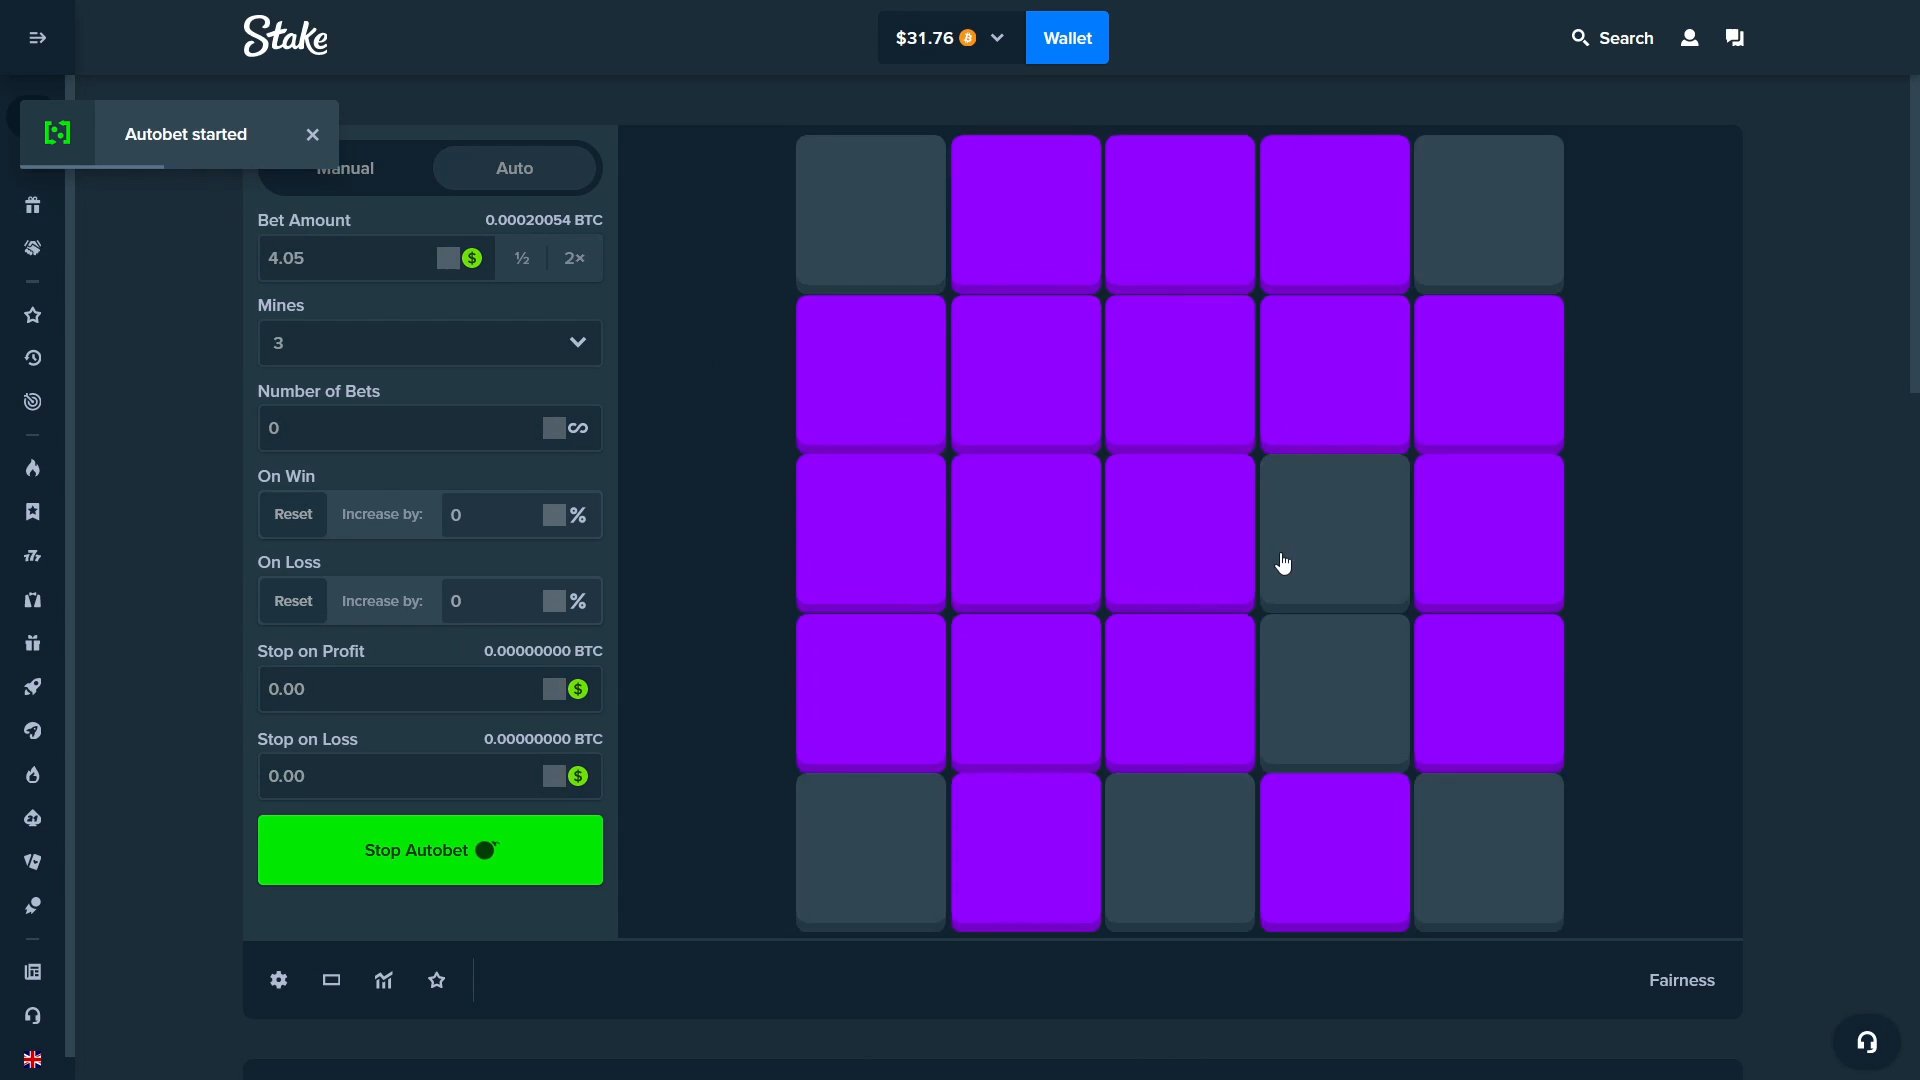 Stake
$31.76
Wallet
Search
Autobet started
Manual
Auto
Bet Amount
0.00020054 BTC
4.05
$
½
2×
Mines
3
Number of Bets
0
∞
On Win
Reset
Increase by:
0
%
On Loss
Reset
Increase by:
0
%
Stop on Profit
0.00000000 BTC
0.00
$
Stop on Loss
0.00000000 BTC
0.00
$
Stop Autobet
Fairness